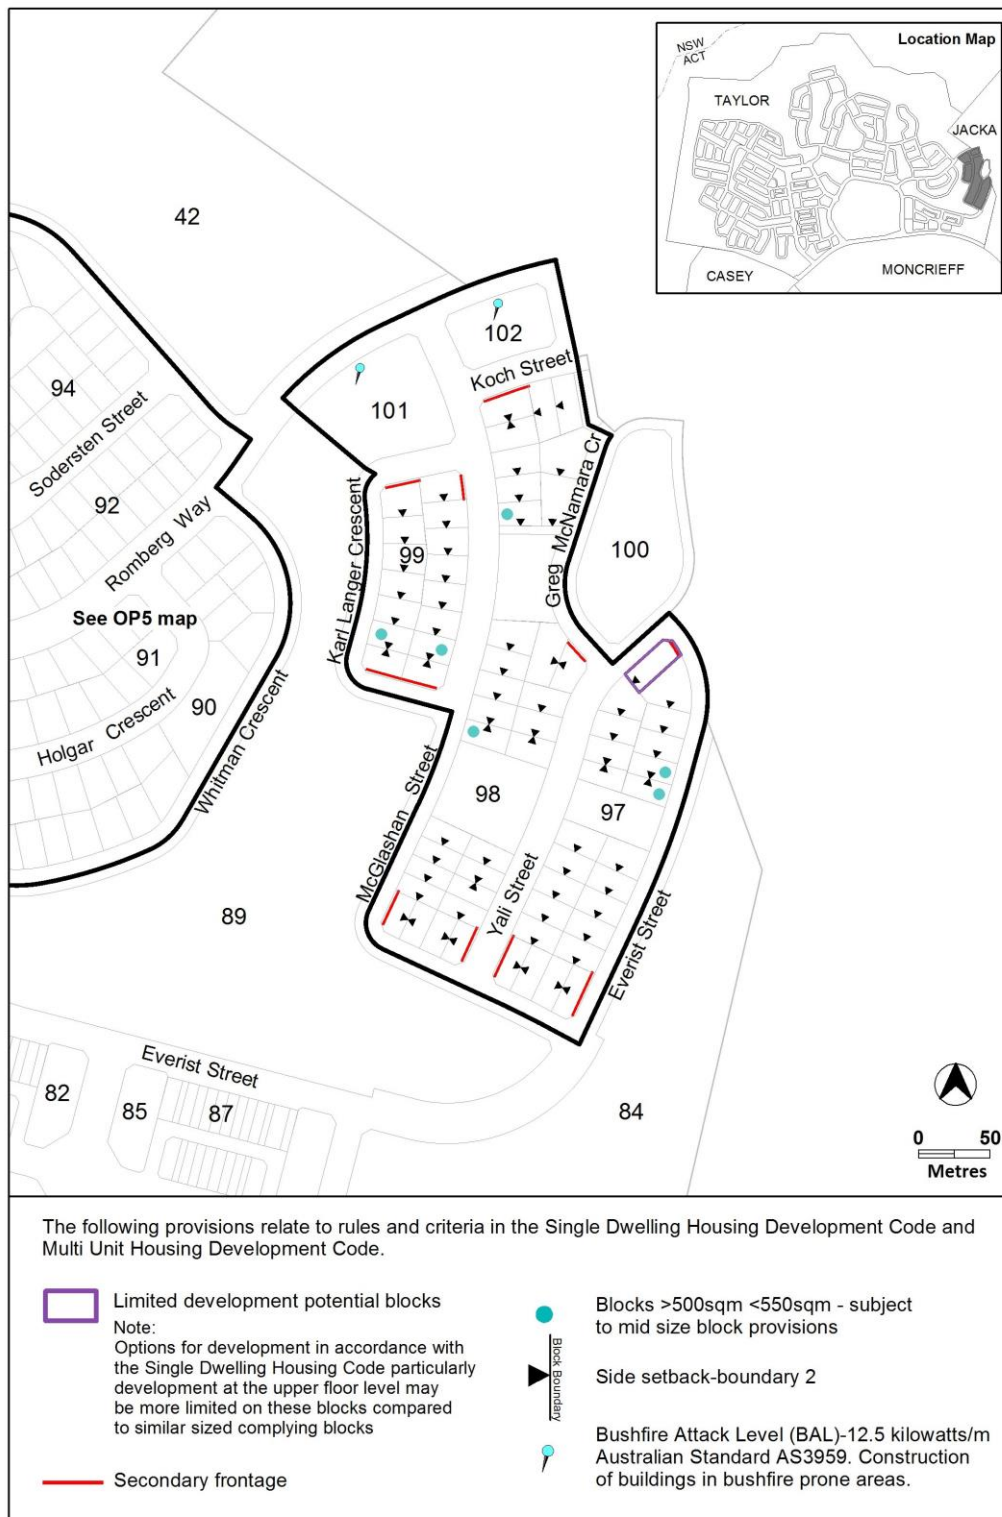 Location Map
NSW
ACT
TAYLOR
JACKA
CASEY
MONCRIEFF
42
102
Koch Street
101
94
Sodersten Street
92
Romberg Way
Karl Langer Crescent
99
Greg McNamara Cr
100
See OP5 map
91
90
Holgar Crescent
Whitman Crescent
McGlashan Street
98
97
Yali Street
Everist Street
89
Everist Street
82
85
87
84
0 50
Metres
The following provisions relate to rules and criteria in the Single Dwelling Housing Development Code and
Multi Unit Housing Development Code.
Limited development potential blocks
Note:
Options for development in accordance with
the Single Dwelling Housing Code particularly
development at the upper floor level may
be more limited on these blocks compared
to similar sized complying blocks
Secondary frontage
Blocks >500sqm <550sqm - subject
to mid size block provisions
Block Boundary
Side setback-boundary 2
Bushfire Attack Level (BAL)-12.5 kilowatts/m
Australian Standard AS3959. Construction
of buildings in bushfire prone areas.